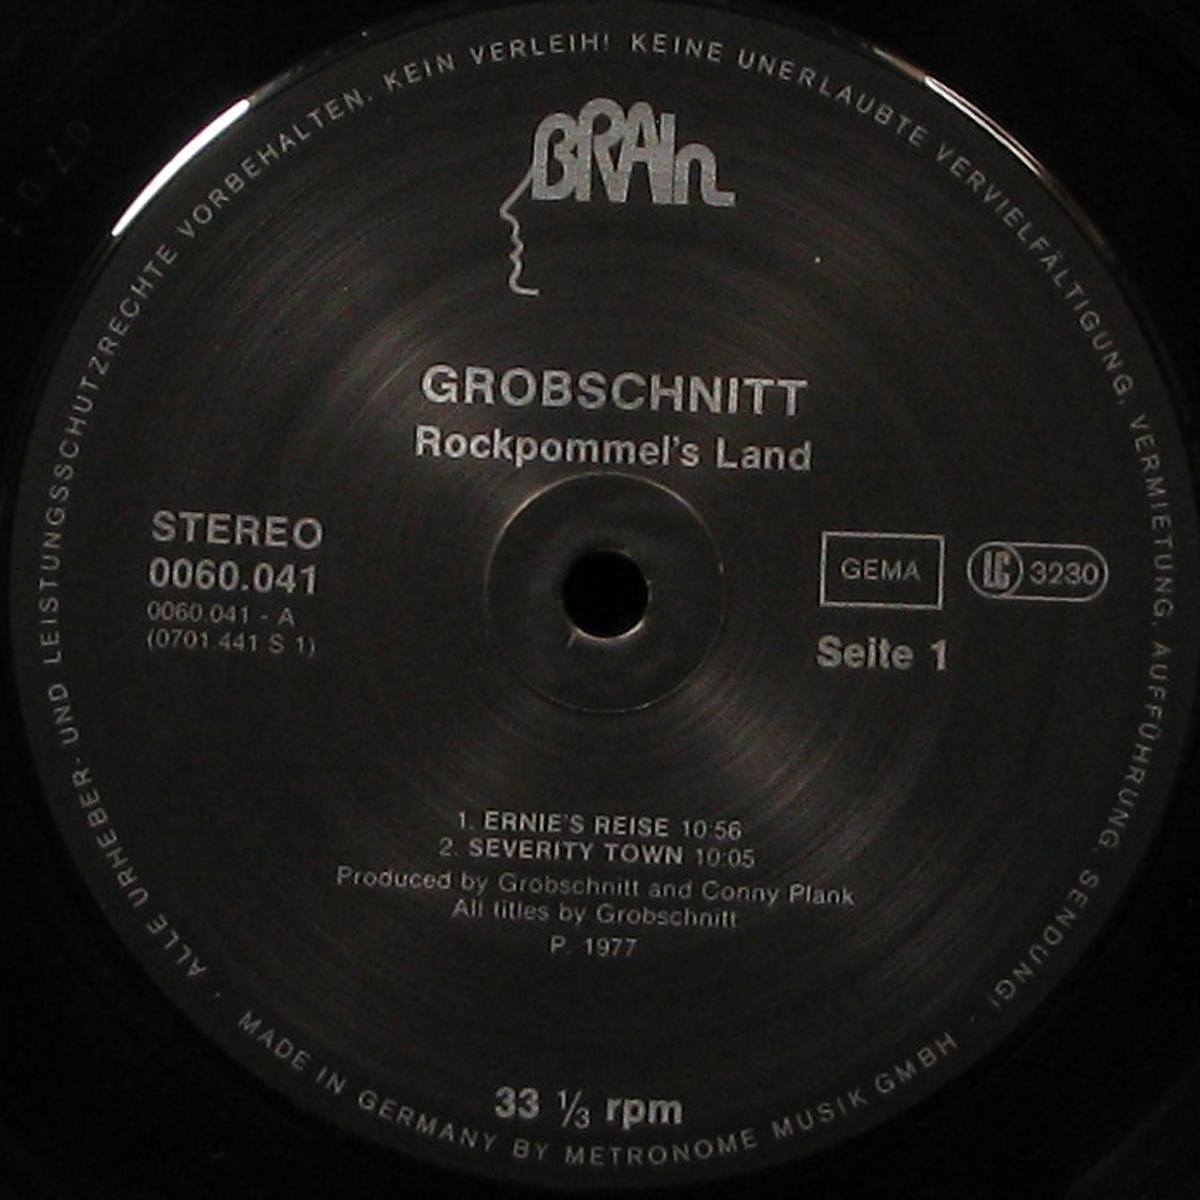 ALLE URHEBER- UND LEISTUNGSSCHUTZRECHTE VORBEHALTEN. KEIN VERLEIH! KEINE UNERLAUBTE VERVIELFÄLTIGUNG, VERMIETUNG, AUFFÜHRUNG, SENDUNG!
BRAIN
GROBSCHNITT
Rockpommel's Land
STEREO
0060.041
0060.041 - A
(0701.441 S 1)
GEMA
LC 3230
Seite 1
1. ERNIE'S REISE 10:56
2. SEVERITY TOWN 10:05
Produced by Grobschnitt and Conny Plank
All titles by Grobschnitt
P. 1977
33 ⅓ rpm
· MADE IN GERMANY BY METRONOME MUSIK GMBH ·